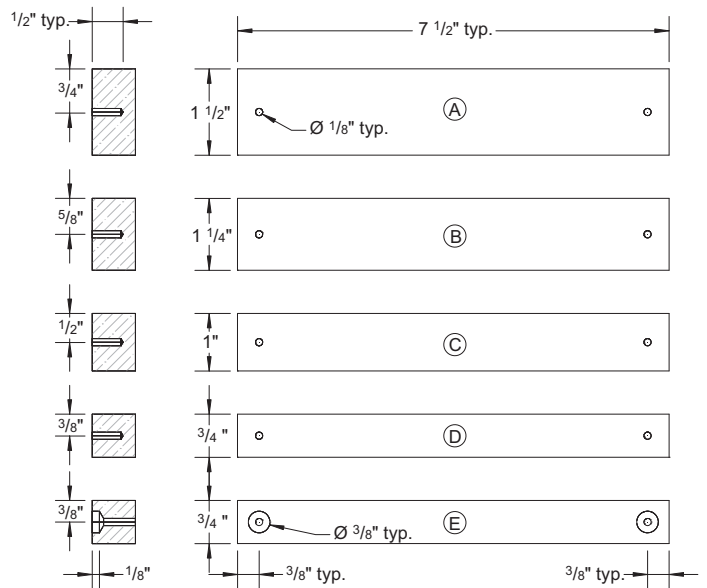 1/2" typ.
7 1/2" typ.
3/4"
1 1/2"
A
Ø 1/8" typ.
5/8"
1 1/4"
B
1/2"
1"
C
3/8"
3/4 "
D
3/8"
3/4 "
E
Ø 3/8" typ.
1/8"
3/8" typ.
3/8" typ.